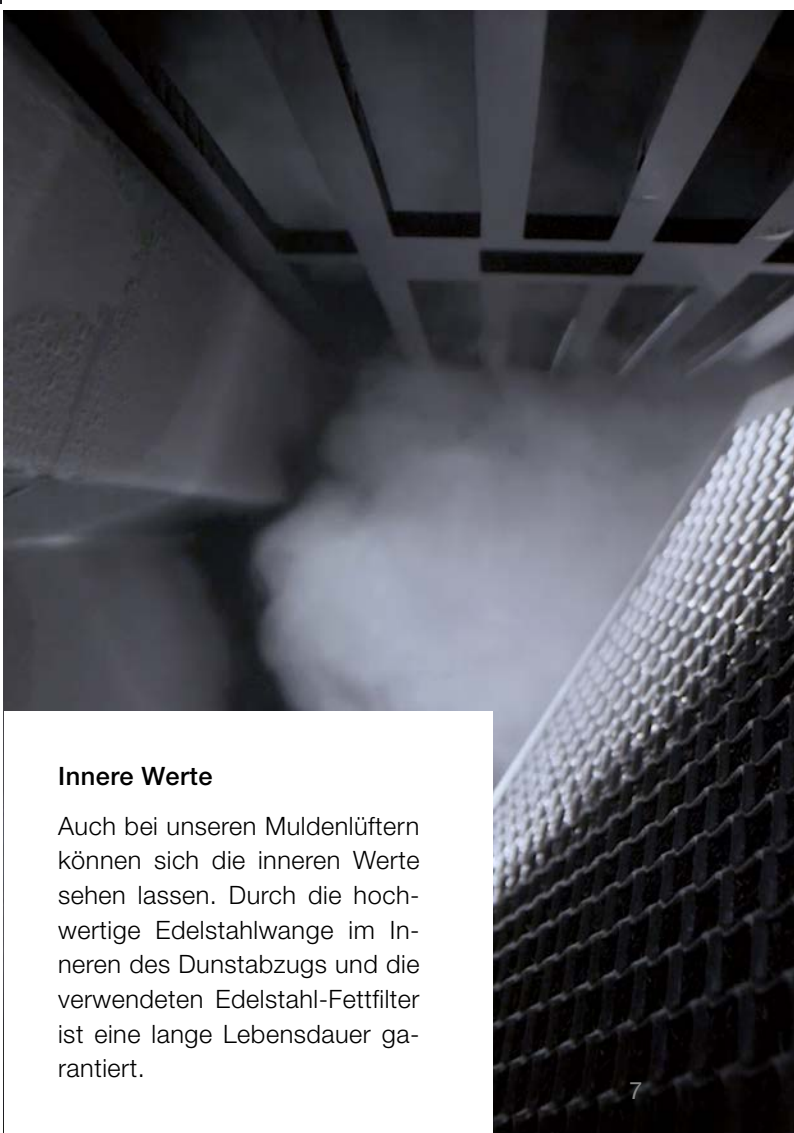 Innere Werte
Auch bei unseren Muldenlüftern
können sich die inneren Werte
sehen lassen. Durch die hoch-
wertige Edelstahlwange im In-
neren des Dunstabzugs und die
verwendeten Edelstahl-Fettfilter
ist eine lange Lebensdauer ga-
rantiert.
7